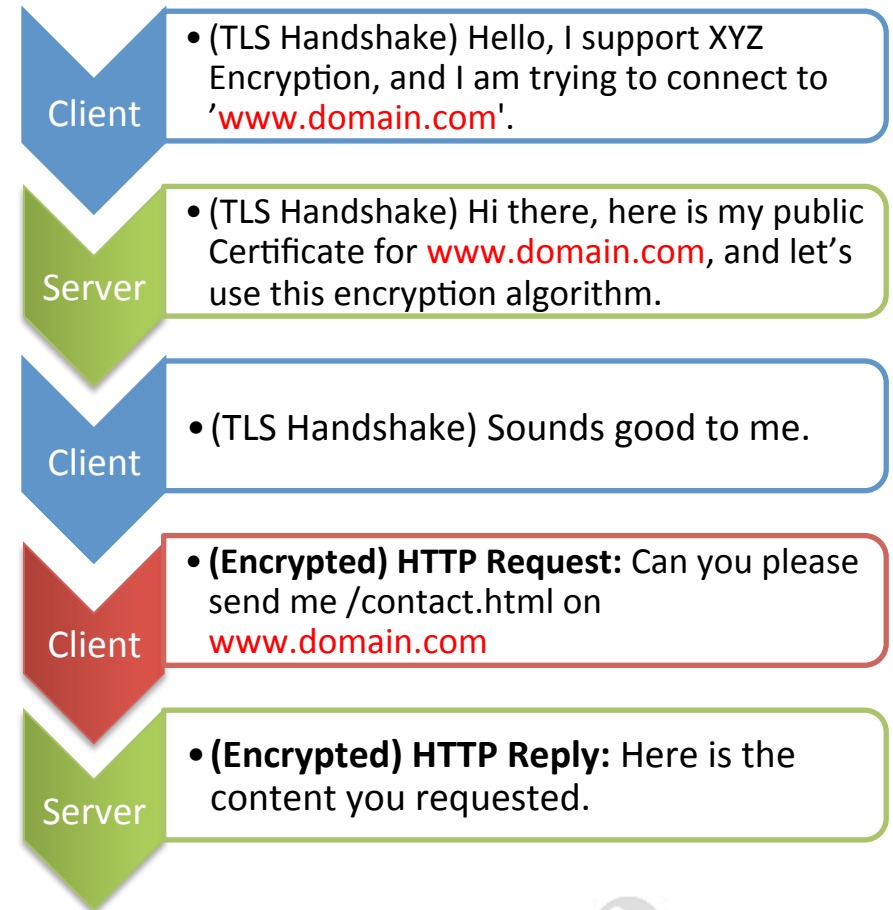 Client
• (TLS Handshake) Hello, I support XYZ
Encryption, and I am trying to connect to
’www.domain.com'.
Server
• (TLS Handshake) Hi there, here is my public
Certificate for www.domain.com, and let’s
use this encryption algorithm.
Client
• (TLS Handshake) Sounds good to me.
Client
• (Encrypted) HTTP Request: Can you please
send me /contact.html on
www.domain.com
Server
• (Encrypted) HTTP Reply: Here is the
content you requested.